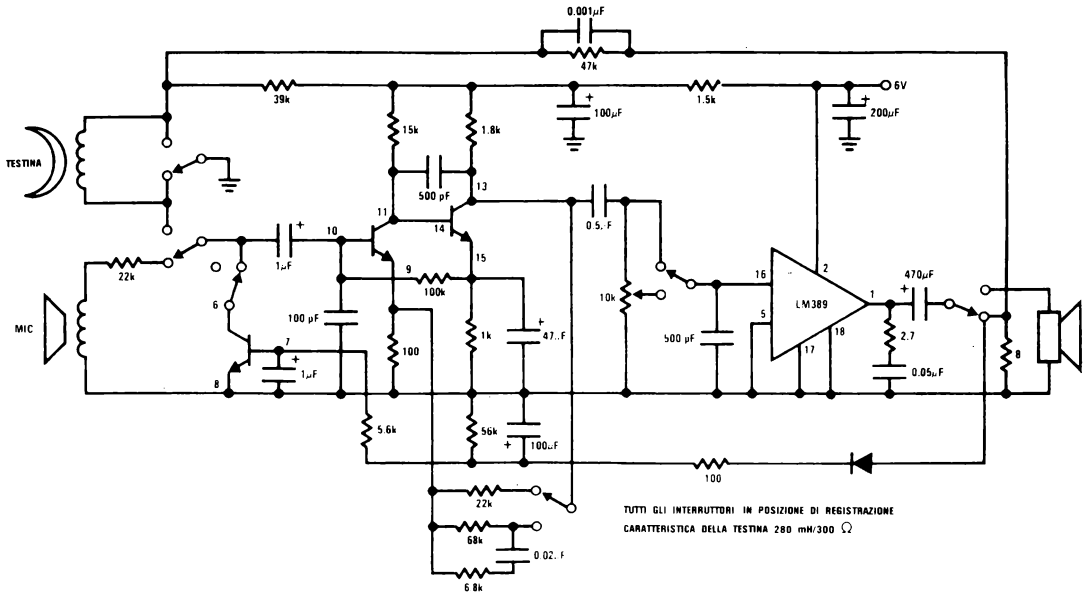 0.001µF
47k
39k
1.5k
6V
15k
1.8k
100µF
+
200µF
+
TESTINA
500 pF
13
11
14
10
+
1µF
0.5µF
22k
9
15
100k
6
MIC
100 pF
10k
16
2
LM389
470µF
+
1
5
18
17
2.7
500 pF
7
+
1µF
8
100
1k
+
47µF
0.05µF
8
5.6k
56k
+
100µF
100
22k
68k
0.02µF
6.8k
TUTTI GLI INTERRUTTORI IN POSIZIONE DI REGISTRAZIONE
CARATTERISTICA DELLA TESTINA 280 mH/300 Ω